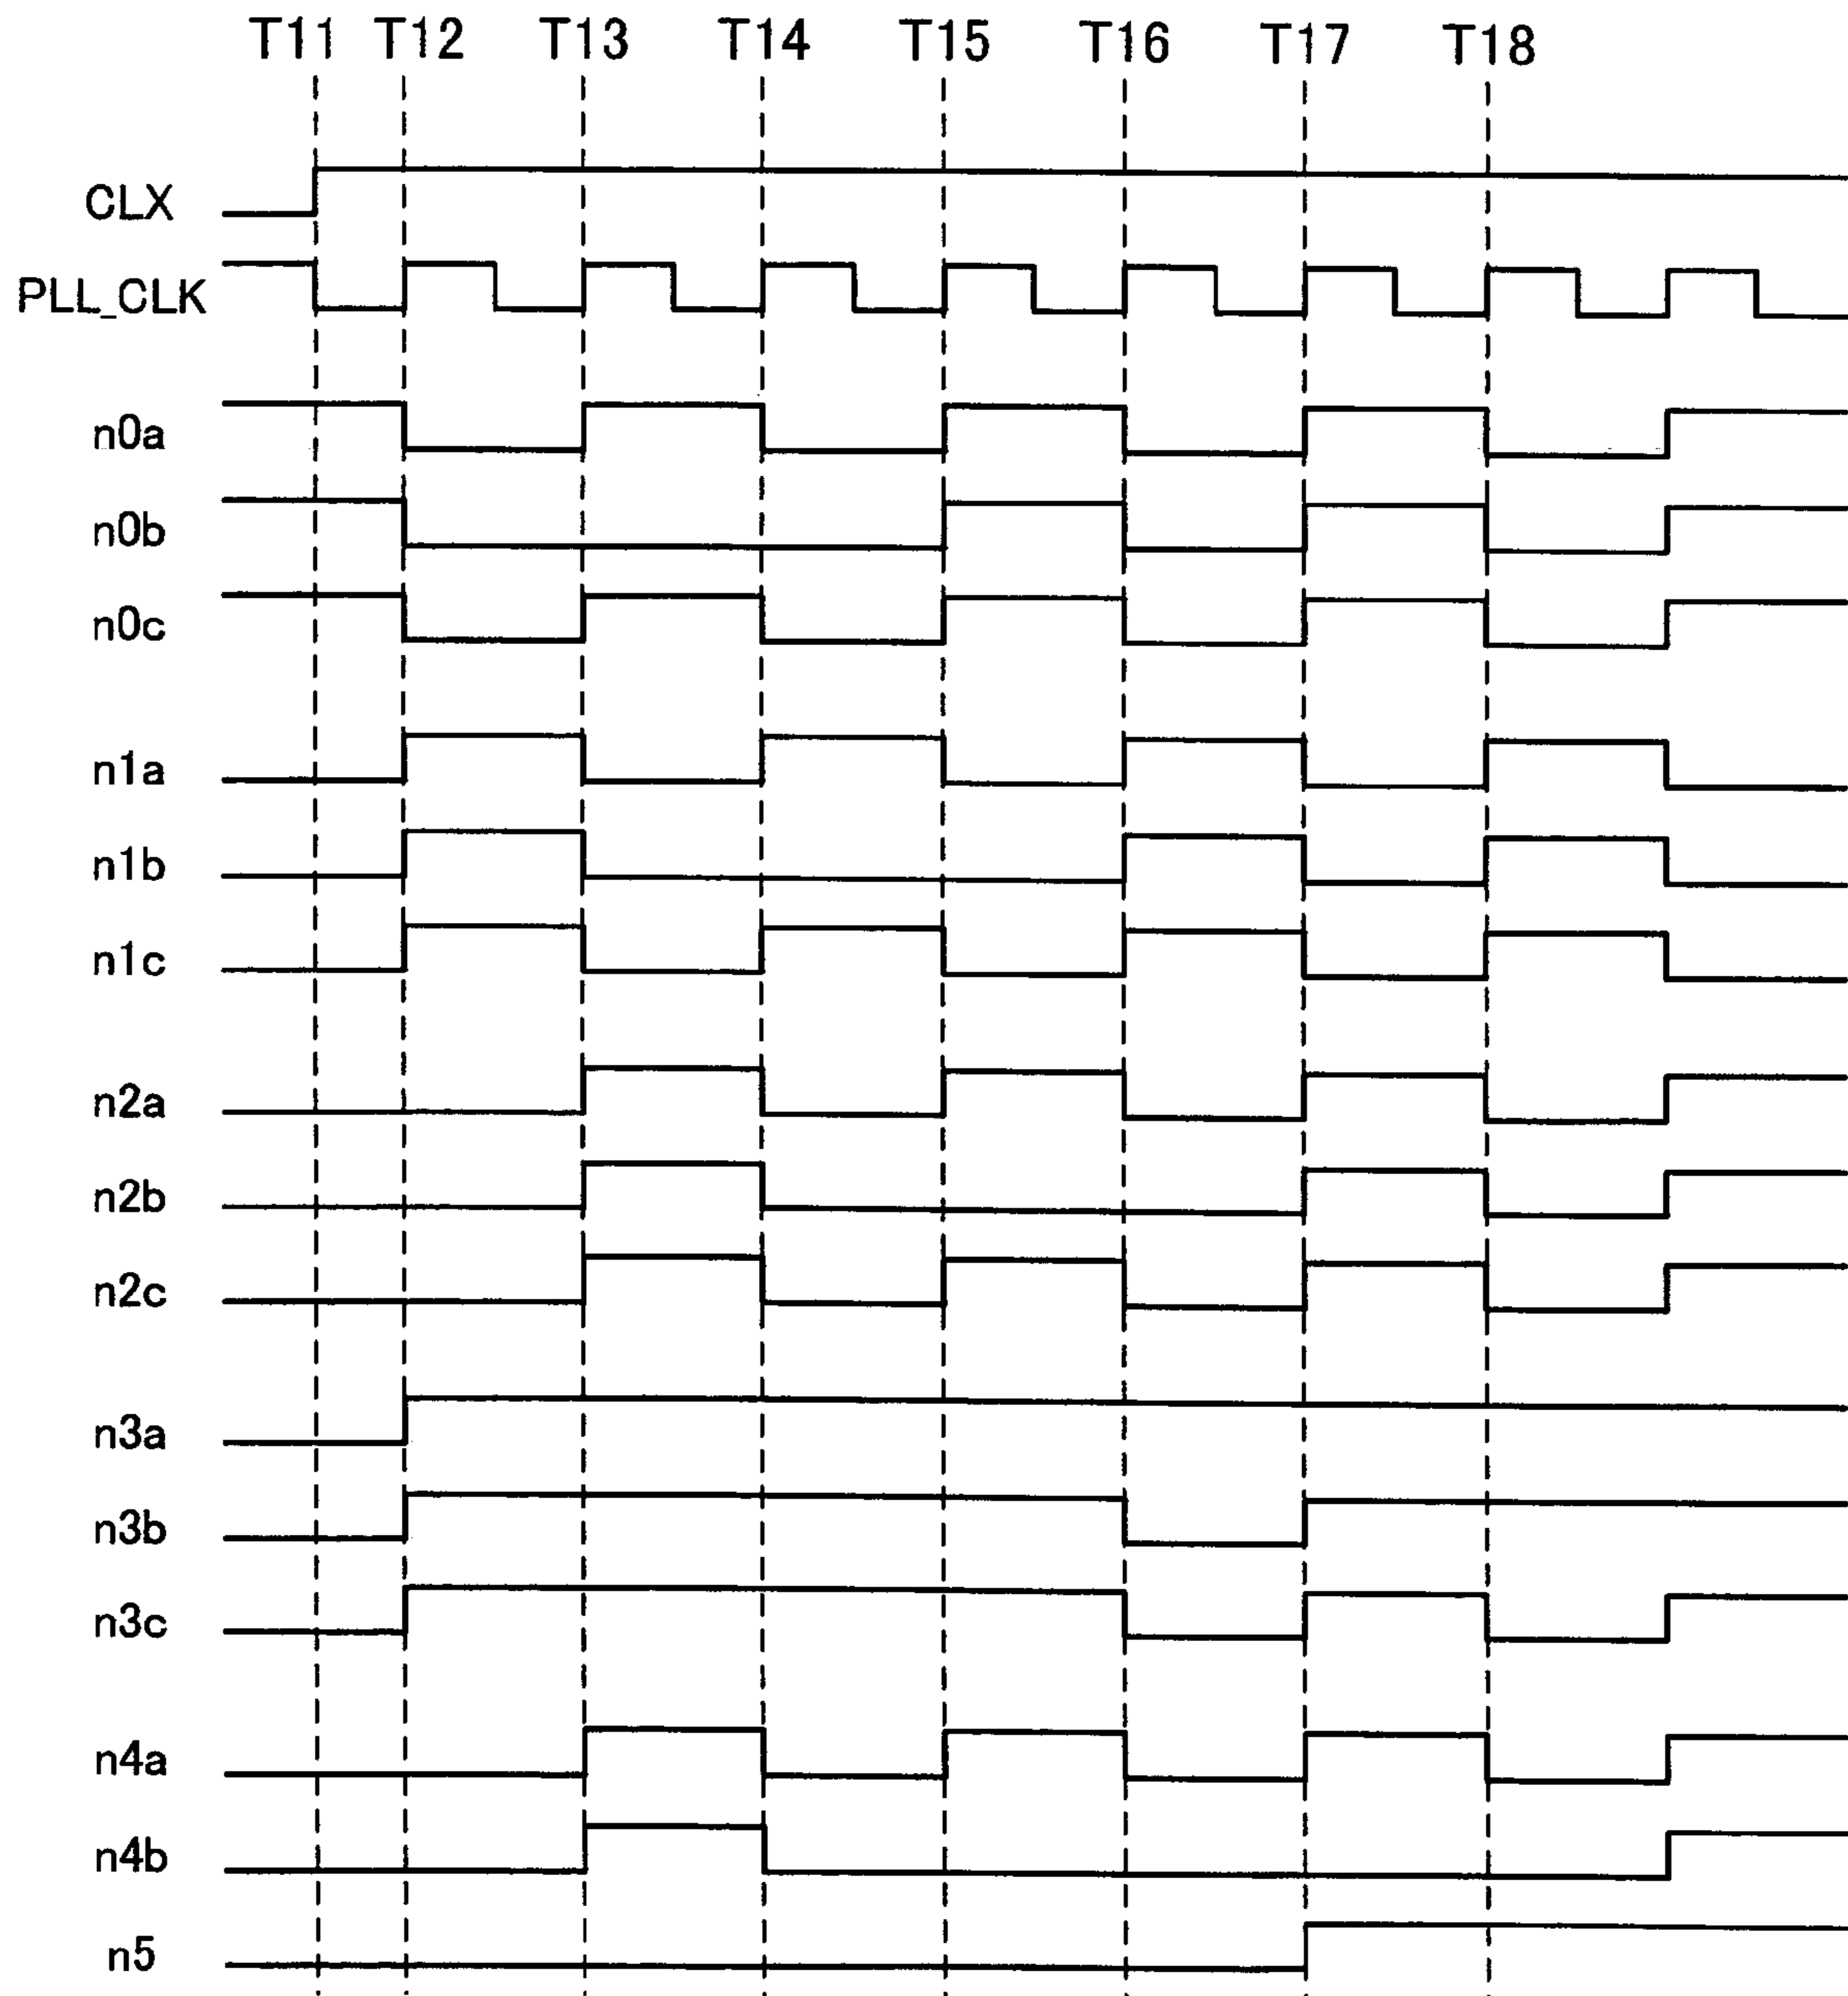 T11 T12 T13 T14 T15 T16 T17 T18
CLX
PLL_CLK
n0a
n0b
n0c
n1a
n1b
n1c
n2a
n2b
n2c
n3a
n3b
n3c
n4a
n4b
n5